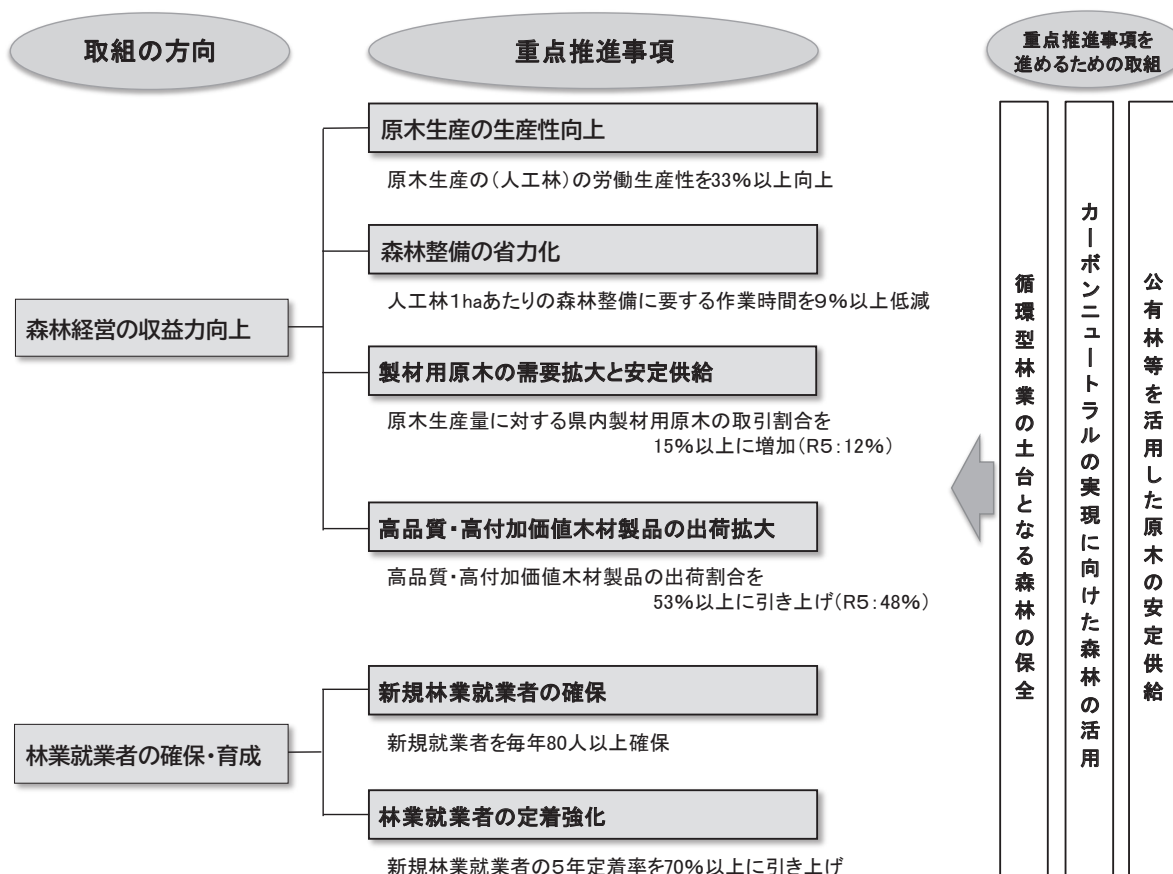 取組の方向
重点推進事項
重点推進事項を
進めるための取組
森林経営の収益力向上
原木生産の生産性向上
原木生産の(人工林)の労働生産性を33%以上向上
森林整備の省力化
人工林1haあたりの森林整備に要する作業時間を9%以上低減
製材用原木の需要拡大と安定供給
原木生産量に対する県内製材用原木の取引割合を
15%以上に増加(R5:12%)
高品質・高付加価値木材製品の出荷拡大
高品質・高付加価値木材製品の出荷割合を
53%以上に引き上げ(R5:48%)
林業就業者の確保・育成
新規林業就業者の確保
新規就業者を毎年80人以上確保
林業就業者の定着強化
新規林業就業者の5年定着率を70%以上に引き上げ
公有林等を活用した原木の安定供給
カーボンニュートラルの実現に向けた森林の活用
循環型林業の土台となる森林の保全